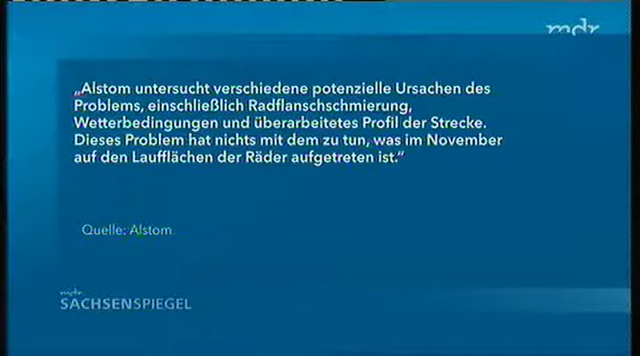 mdr
„Alstom untersucht verschiedene potenzielle Ursachen des
Problems, einschließlich Radflanschschmierung,
Wetterbedingungen und überarbeitetes Profil der Strecke.
Dieses Problem hat nichts mit dem zu tun, was im November
auf den Laufflächen der Räder aufgetreten ist.“
Quelle: Alstom
mdr
SACHSENSPIEGEL